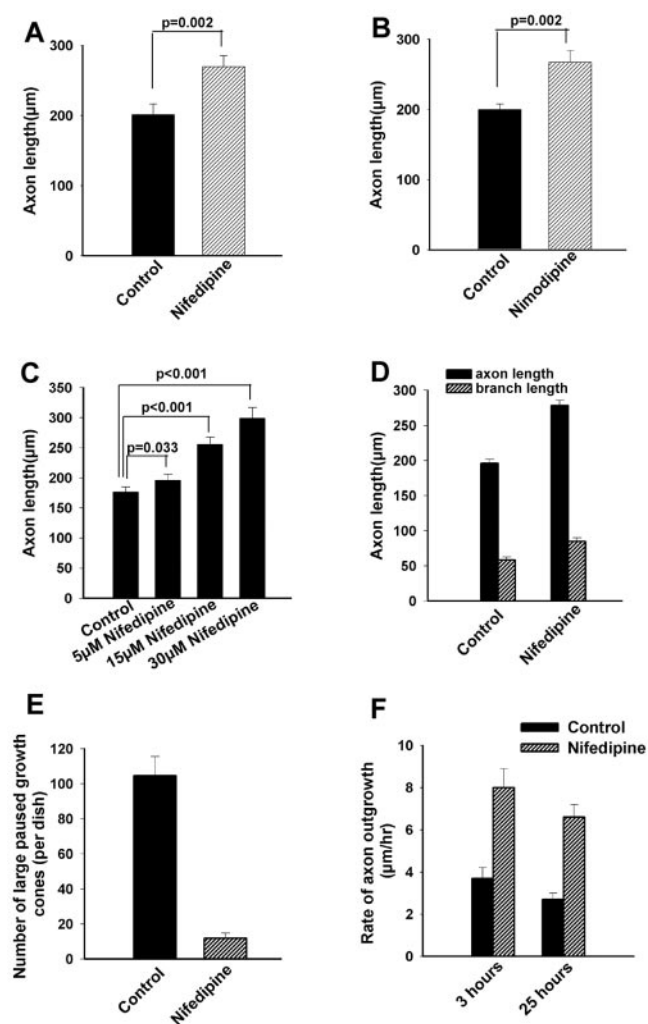 A
p=0.002
Axon length(µm)
300
200
100
0
Control
Nifedipine
B
p=0.002
Axon length(µm)
300
200
100
0
Control
Nimodipine
C
p<0.001
p<0.001
p=0.033
Axon length(µm)
350
300
250
200
150
100
50
0
Control
5µM Nifedipine
15µM Nifedipine
30µM Nifedipine
D
axon length
branch length
Axon length(µm)
300
250
200
150
100
50
0
Control
Nifedipine
E
Number of large paused growth
cones (per dish)
120
100
80
60
40
20
0
Control
Nifedipine
F
Control
Nifedipine
Rate of axon outgrowth
(µm/hr)
10
8
6
4
2
0
3 hours
25 hours